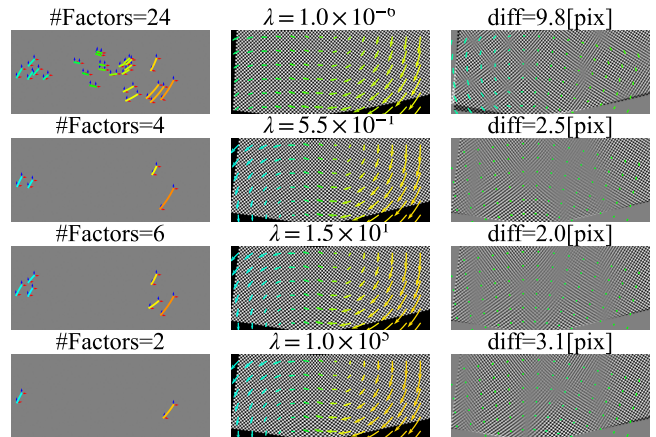 #Factors=24 λ = 1.0 × 10⁻⁶ diff=9.8[pix]
#Factors=4 λ = 5.5 × 10⁻¹ diff=2.5[pix]
#Factors=6 λ = 1.5 × 10¹ diff=2.0[pix]
#Factors=2 λ = 1.0 × 10⁵ diff=3.1[pix]